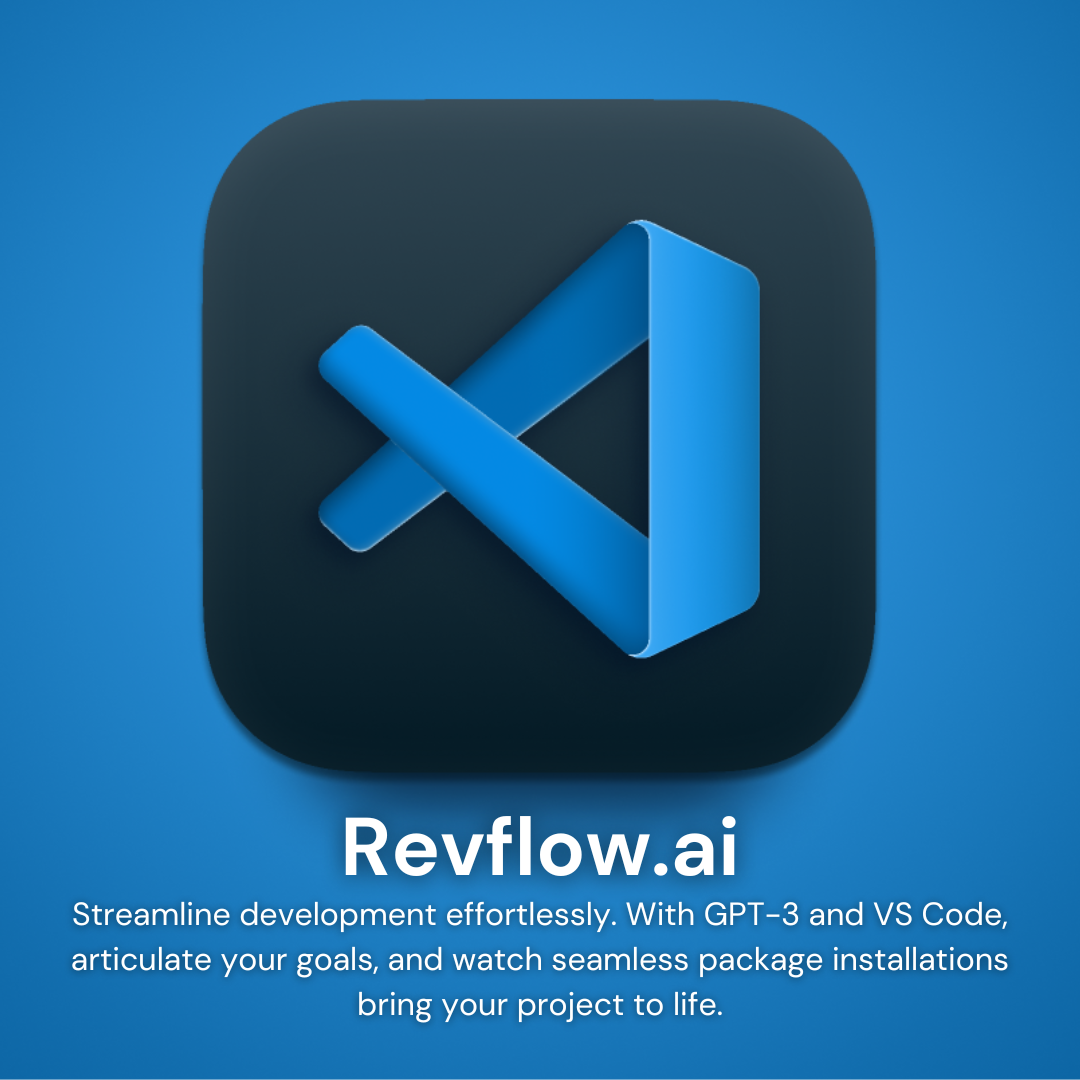 Revflow.ai
Streamline development effortlessly. With GPT-3 and VS Code,
articulate your goals, and watch seamless package installations
bring your project to life.